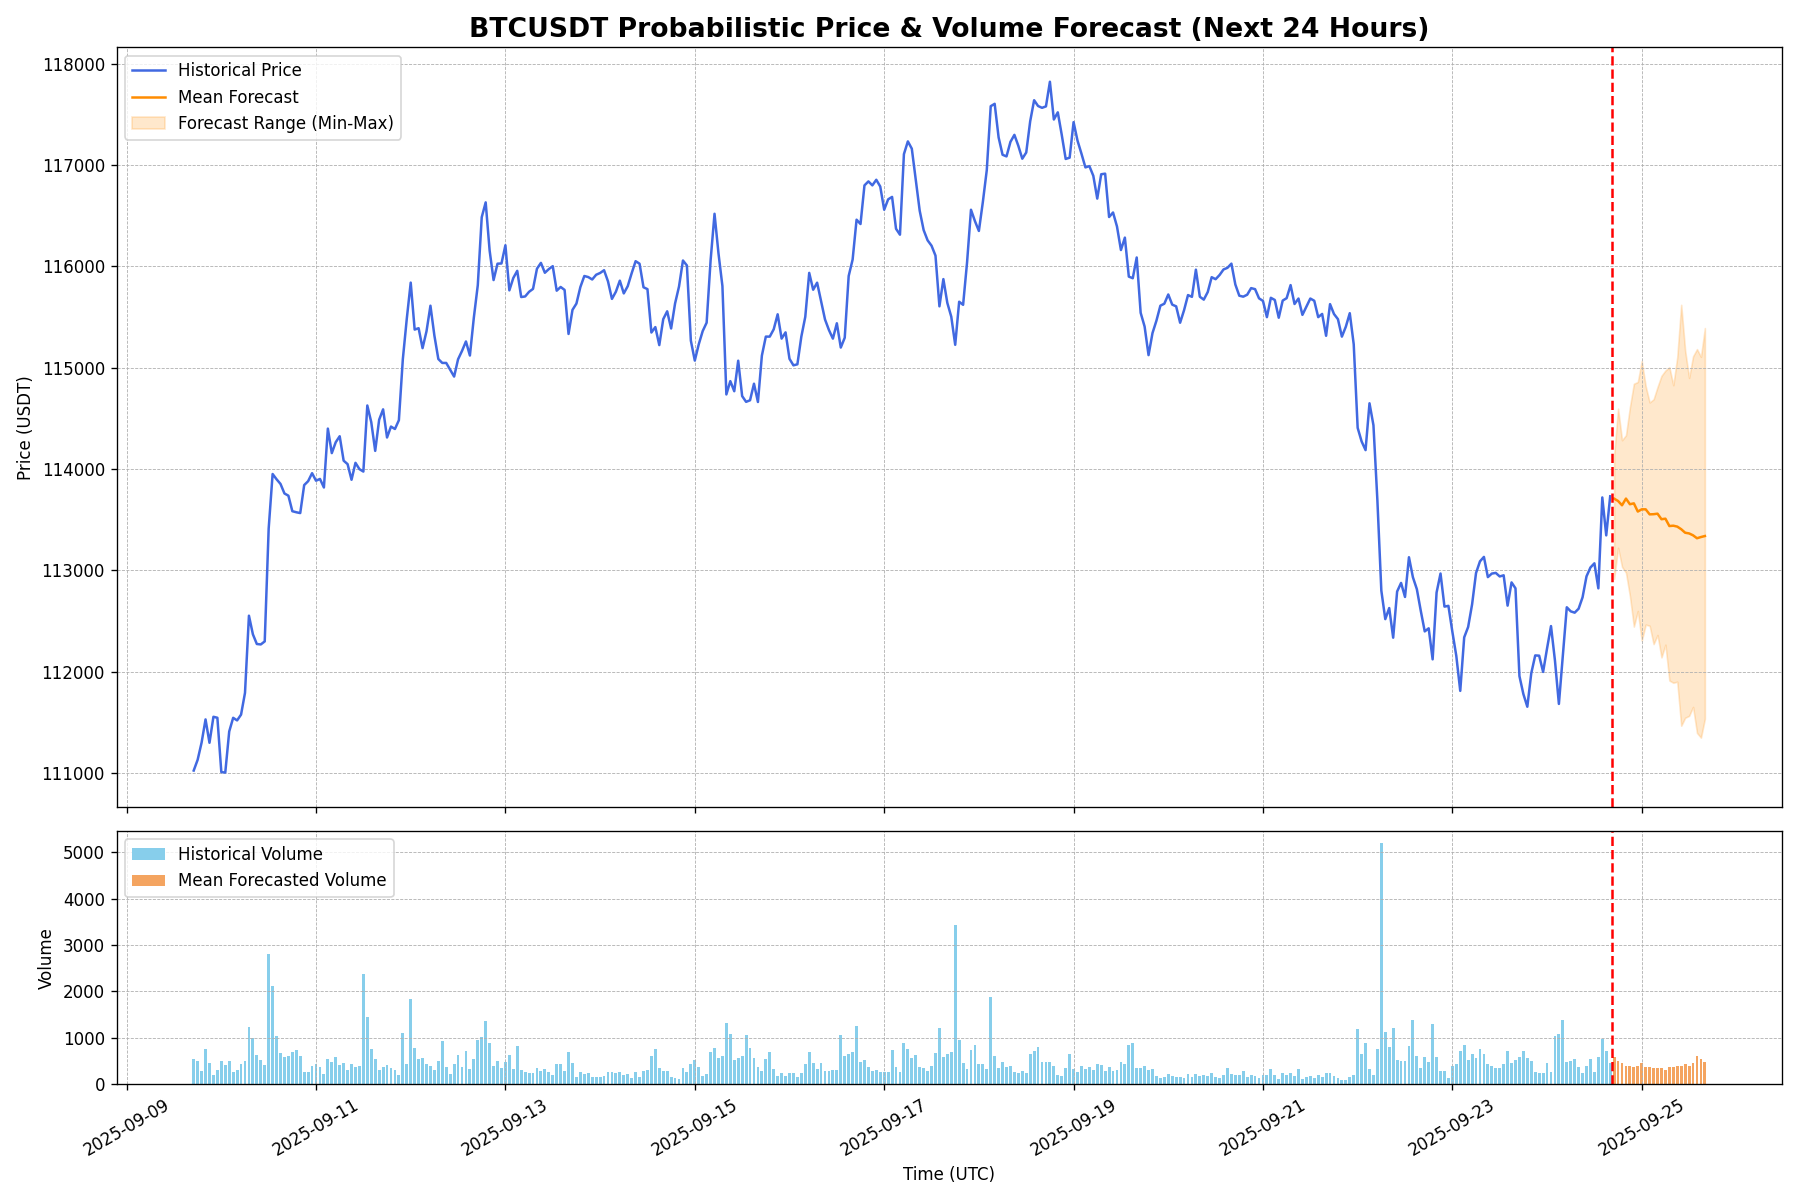 BTCUSDT Probabilistic Price & Volume Forecast (Next 24 Hours)
Historical Price
Mean Forecast
Forecast Range (Min-Max)
118000
117000
116000
115000
114000
113000
112000
111000
Price (USDT)
Historical Volume
Mean Forecasted Volume
5000
4000
3000
2000
1000
0
Volume
2025-09-09
2025-09-11
2025-09-13
2025-09-15
2025-09-17
2025-09-19
2025-09-21
2025-09-23
2025-09-25
Time (UTC)